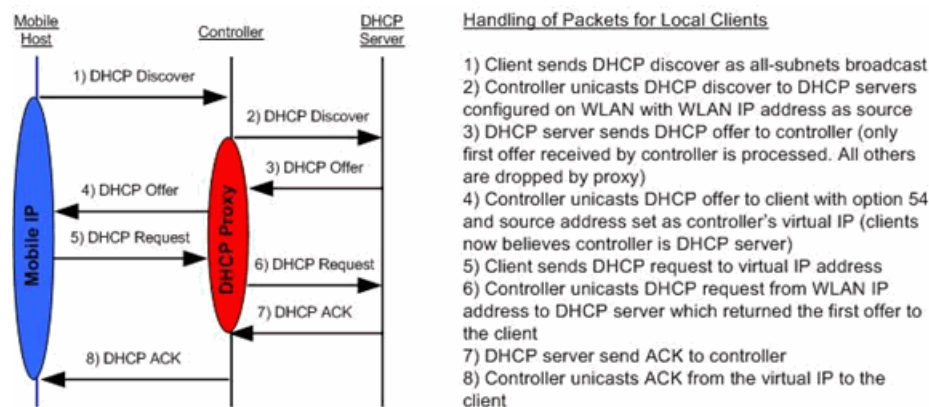 Mobile
Host
Controller
DHCP
Server
1) DHCP Discover
2) DHCP Discover
3) DHCP Offer
4) DHCP Offer
5) DHCP Request
6) DHCP Request
7) DHCP ACK
8) DHCP ACK
Mobile IP
DHCP Proxy
Handling of Packets for Local Clients
1) Client sends DHCP discover as all-subnets broadcast
2) Controller unicasts DHCP discover to DHCP servers
configured on WLAN with WLAN IP address as source
3) DHCP server sends DHCP offer to controller (only
first offer received by controller is processed. All others
are dropped by proxy)
4) Controller unicasts DHCP offer to client with option 54
and source address set as controller's virtual IP (clients
now believes controller is DHCP server)
5) Client sends DHCP request to virtual IP address
6) Controller unicasts DHCP request from WLAN IP
address to DHCP server which returned the first offer to
the client
7) DHCP server send ACK to controller
8) Controller unicasts ACK from the virtual IP to the
client